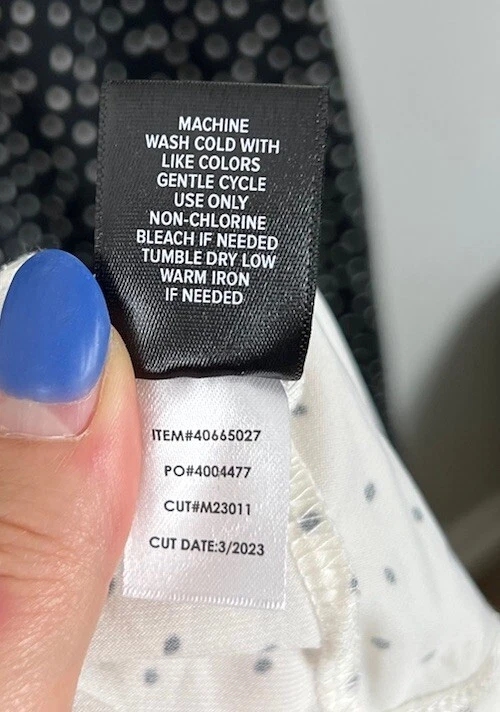 MACHINE
WASH COLD WITH
LIKE COLORS
GENTLE CYCLE
USE ONLY
NON-CHLORINE
BLEACH IF NEEDED
TUMBLE DRY LOW
WARM IRON
IF NEEDED
ITEM#40665027
PO#4004477
CUT#M23011
CUT DATE:3/2023